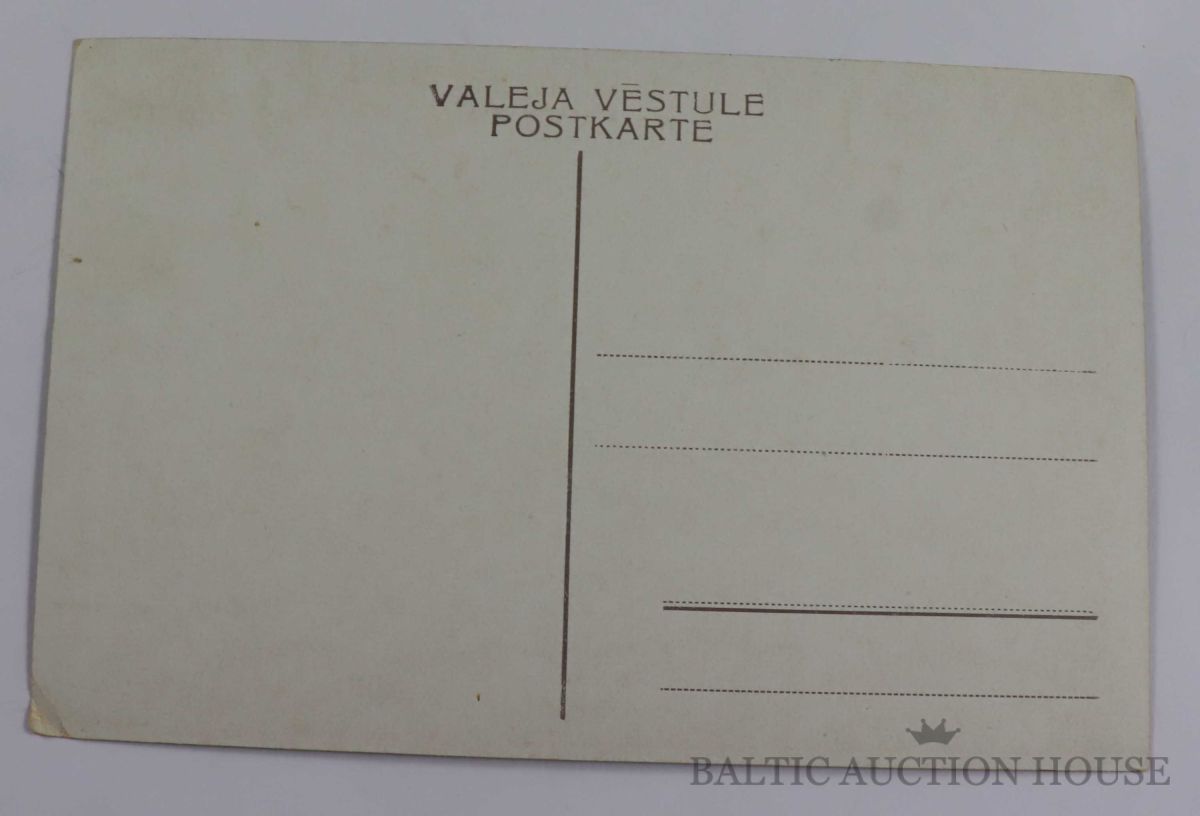 VALEJA VĒSTULE
POSTKARTE
BALTIC AUCTION HOUSE